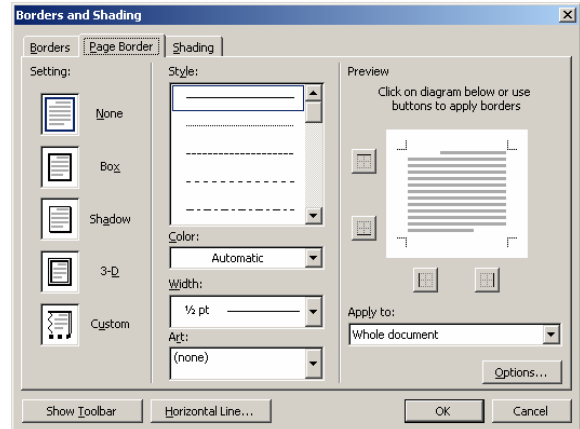 Borders and Shading
Borders
Page Border
Shading
Setting:
None
Box
Shadow
3-D
Custom
Style:
Color:
Automatic
Width:
½ pt
Art:
(none)
Preview
Click on diagram below or use
buttons to apply borders
Apply to:
Whole document
Options...
Show Toolbar
Horizontal Line...
OK
Cancel